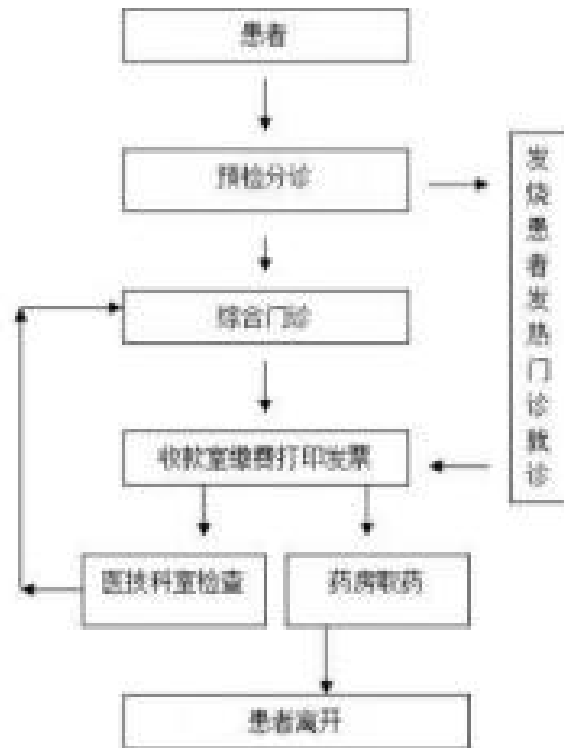 患者
预检分诊
发烧患者发热门诊就诊
综合门诊
收款室缴费打印发票
医技科室检查
药房取药
患者离开